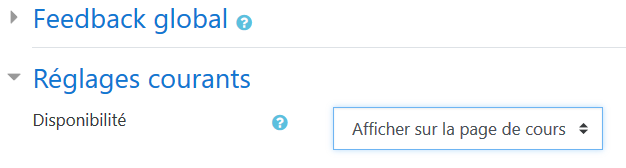 Feedback global
Réglages courants
Disponibilité
Afficher sur la page de cours